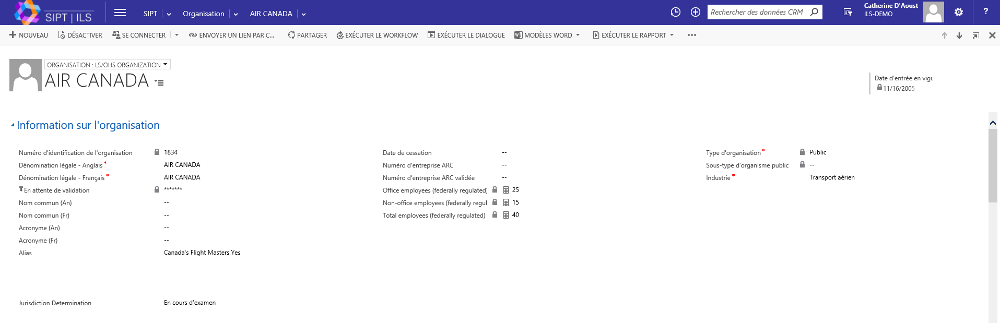 SIPT | ILS
SIPT
Organisation
AIR CANADA
Rechercher des données CRM
Catherine D'Aoust
ILS-DEMO
?
NOUVEAU
DÉSACTIVER
SE CONNECTER
ENVOYER UN LIEN PAR C...
PARTAGER
EXÉCUTER LE WORKFLOW
EXÉCUTER LE DIALOGUE
MODÈLES WORD
EXÉCUTER LE RAPPORT
•••
ORGANISATION : LS/OHS ORGANIZATION
AIR CANADA
Date d'entrée en vigu
11/16/2005
Information sur l'organisation
Numéro d'identification de l'organisation 1834
Dénomination légale - Anglais* AIR CANADA
Dénomination légale - Français* AIR CANADA
En attente de validation *******
Nom commun (An) --
Nom commun (Fr) --
Acronyme (An) --
Acronyme (Fr) --
Alias Canada's Flight Masters Yes
Jurisdiction Determination En cours d'examen
Date de cessation --
Numéro d'entreprise ARC --
Numéro d'entreprise ARC validée --
Office employees (federally regulated) 25
Non-office employees (federally regul 15
Total employees (federally regulated) 40
Type d'organisation* Public
Sous-type d'organisme public --
Industrie* Transport aérien